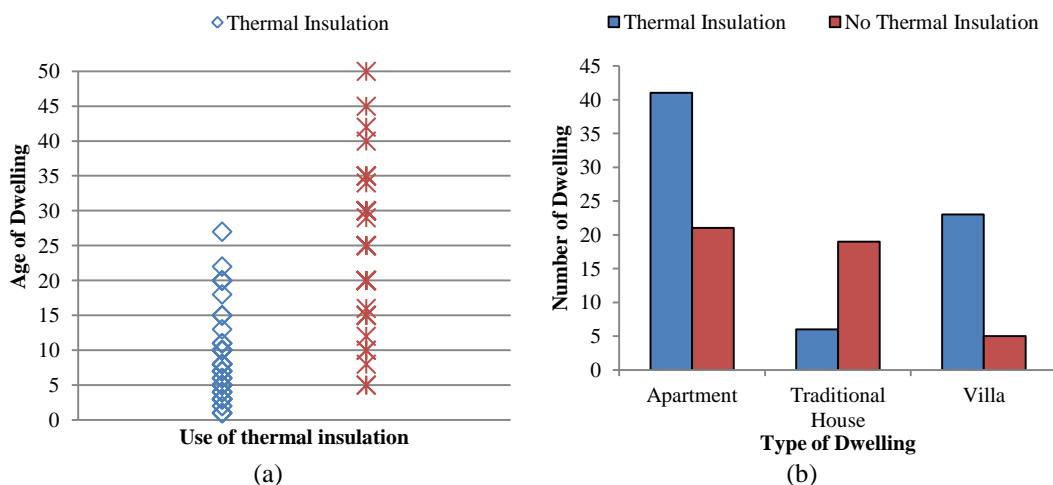 Thermal Insulation
50
45
40
35
30
25
20
15
10
5
0
Age of Dwelling
Use of thermal insulation
(a)
Thermal Insulation No Thermal Insulation
45
40
35
30
25
20
15
10
5
0
Number of Dwelling
Apartment Traditional Villa
House
Type of Dwelling
(b)